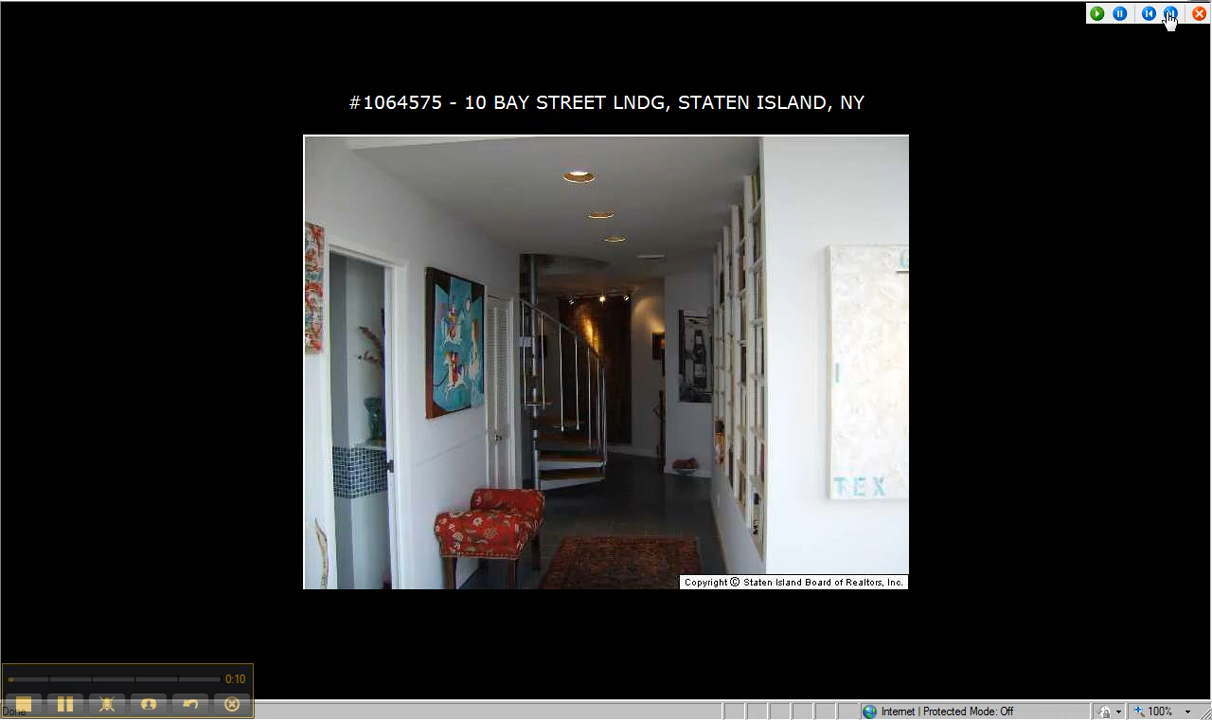 #1064575 - 10 BAY STREET LNDG, STATEN ISLAND, NY
TEX
Copyright © Staten Island Board of Realtors, Inc.
0:10
Done
Internet | Protected Mode: Off
100%